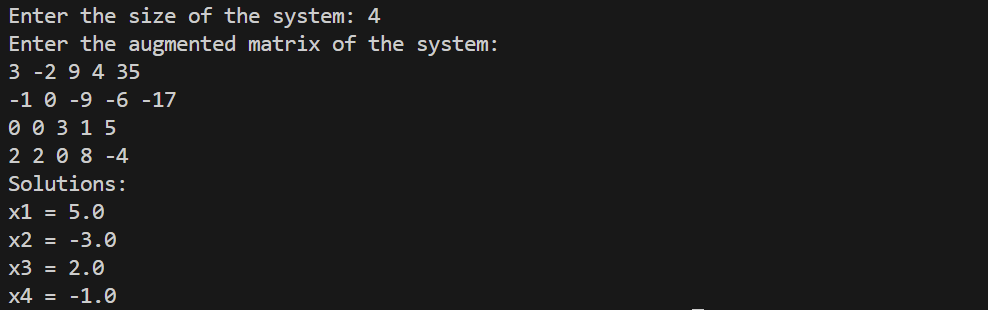 Enter the size of the system: 4
Enter the augmented matrix of the system:
3 -2 9 4 35
-1 0 -9 -6 -17
0 0 3 1 5
2 2 0 8 -4
Solutions:
x1 = 5.0
x2 = -3.0
x3 = 2.0
x4 = -1.0